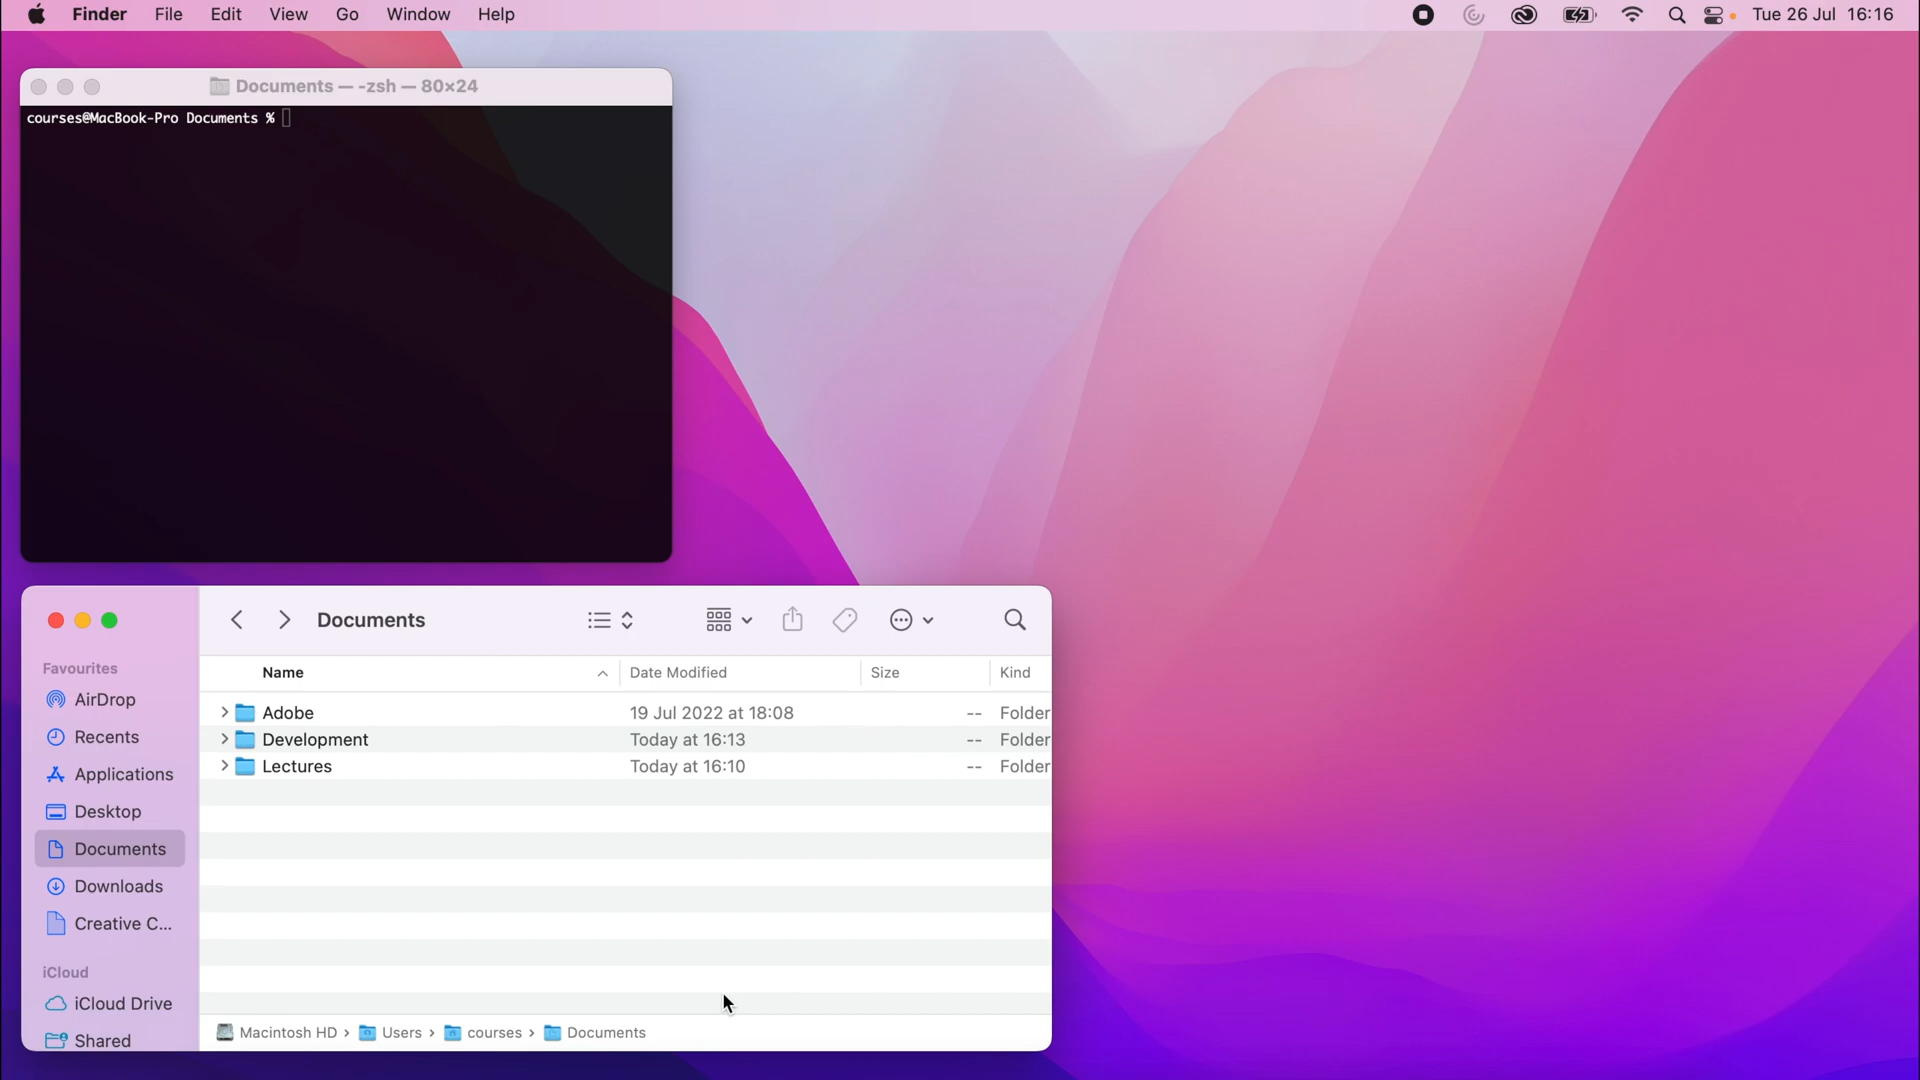 Finder File Edit View Go Window Help Tue 26 Jul 16:16
Documents — -zsh — 80×24
courses@MacBook-Pro Documents %
Documents
Favourites
AirDrop
Recents
Applications
Desktop
Documents
Downloads
Creative C...
iCloud
iCloud Drive
Shared
Name Date Modified Size Kind
Adobe 19 Jul 2022 at 18:08 -- Folder
Development Today at 16:13 -- Folder
Lectures Today at 16:10 -- Folder
Macintosh HD › Users › courses › Documents